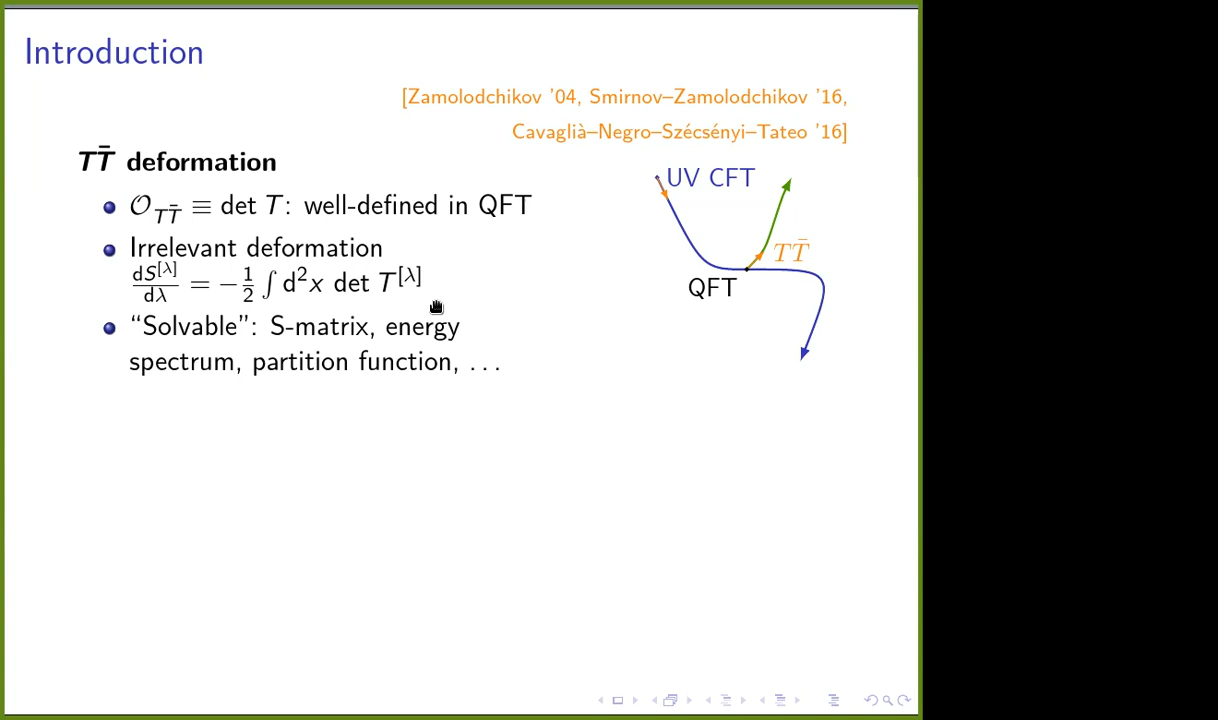 Introduction
[Zamolodchikov '04, Smirnov–Zamolodchikov '16,
Cavaglià–Negro–Szécsényi–Tateo '16]
TT̄ deformation
𝒪_{TT̄} ≡ det T: well-defined in QFT
Irrelevant deformation
dS^{[λ]}/dλ = −1/2 ∫ d²x det T^{[λ]}
“Solvable”: S-matrix, energy
spectrum, partition function, ...
UV CFT
TT̄
QFT